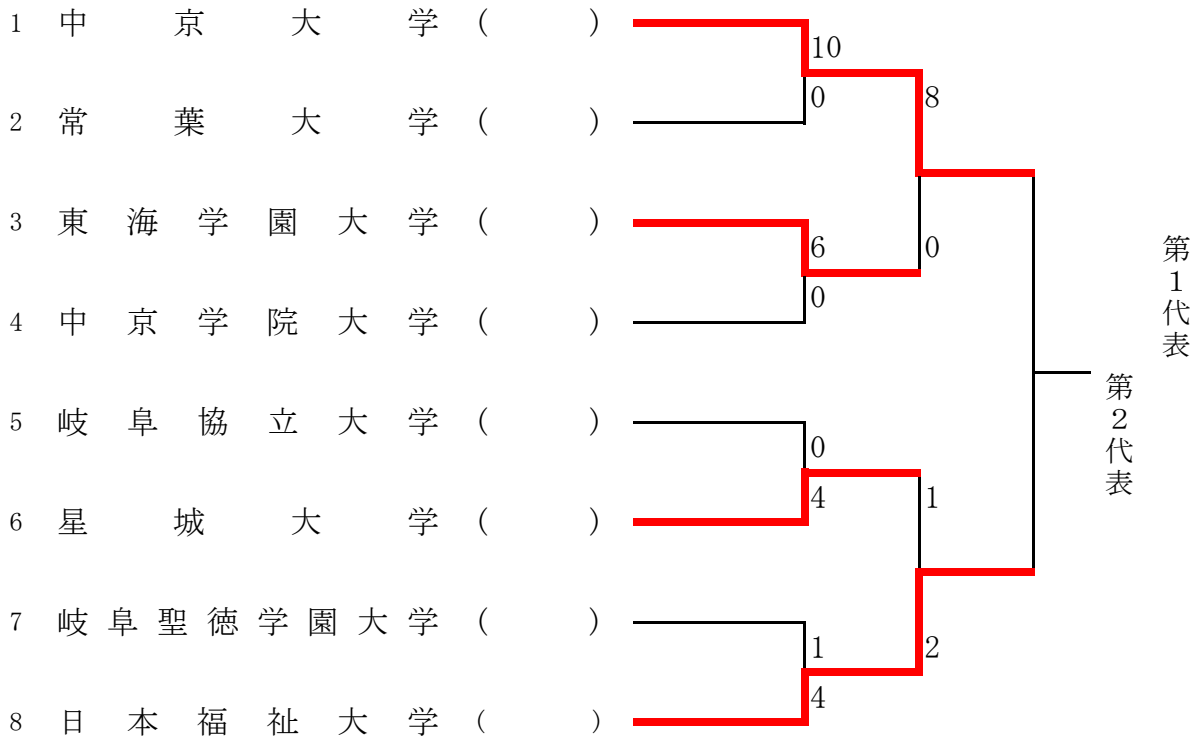 1 中京大学 (　　)
10
0
2 常葉大学 (　　)
8
3 東海学園大学 (　　)
6
0
0
4 中京学院大学 (　　)
第1代表
第2代表
5 岐阜協立大学 (　　)
0
4
1
6 星城大学 (　　)
7 岐阜聖徳学園大学 (　　)
1
4
2
8 日本福祉大学 (　　)